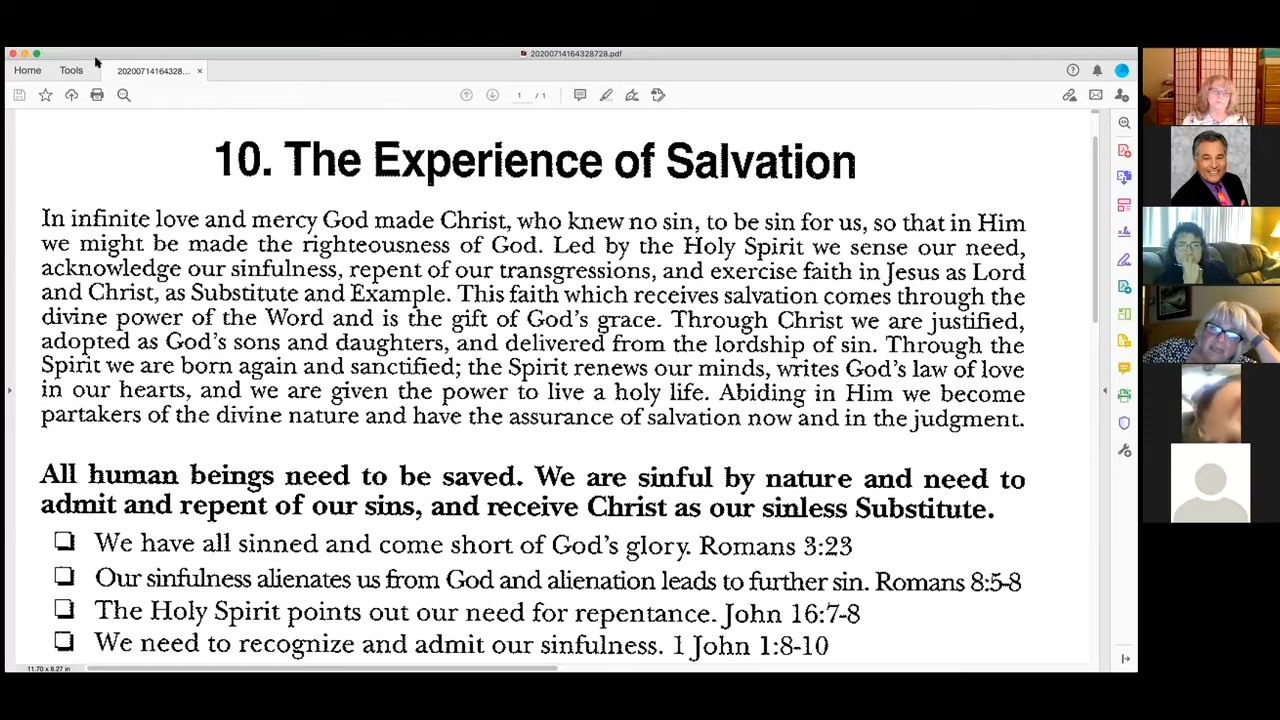 20200714164328728.pdf
Home Tools 20200714164328... ×
1 / 1
10. The Experience of Salvation
In infinite love and mercy God made Christ, who knew no sin, to be sin for us, so that in Him
we might be made the righteousness of God. Led by the Holy Spirit we sense our need,
acknowledge our sinfulness, repent of our transgressions, and exercise faith in Jesus as Lord
and Christ, as Substitute and Example. This faith which receives salvation comes through the
divine power of the Word and is the gift of God's grace. Through Christ we are justified,
adopted as God's sons and daughters, and delivered from the lordship of sin. Through the
Spirit we are born again and sanctified; the Spirit renews our minds, writes God's law of love
in our hearts, and we are given the power to live a holy life. Abiding in Him we become
partakers of the divine nature and have the assurance of salvation now and in the judgment.
All human beings need to be saved. We are sinful by nature and need to
admit and repent of our sins, and receive Christ as our sinless Substitute.
We have all sinned and come short of God's glory. Romans 3:23
Our sinfulness alienates us from God and alienation leads to further sin. Romans 8:5-8
The Holy Spirit points out our need for repentance. John 16:7-8
We need to recognize and admit our sinfulness. 1 John 1:8-10
11.70 x 8.27 in